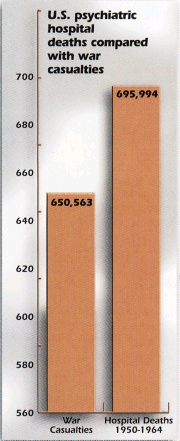 U.S. psychiatric
hospital
deaths compared
with war
casualties
700
680
660
640
620
600
580
560
695,994
650,563
War
Casualties
Hospital Deaths
1950-1964